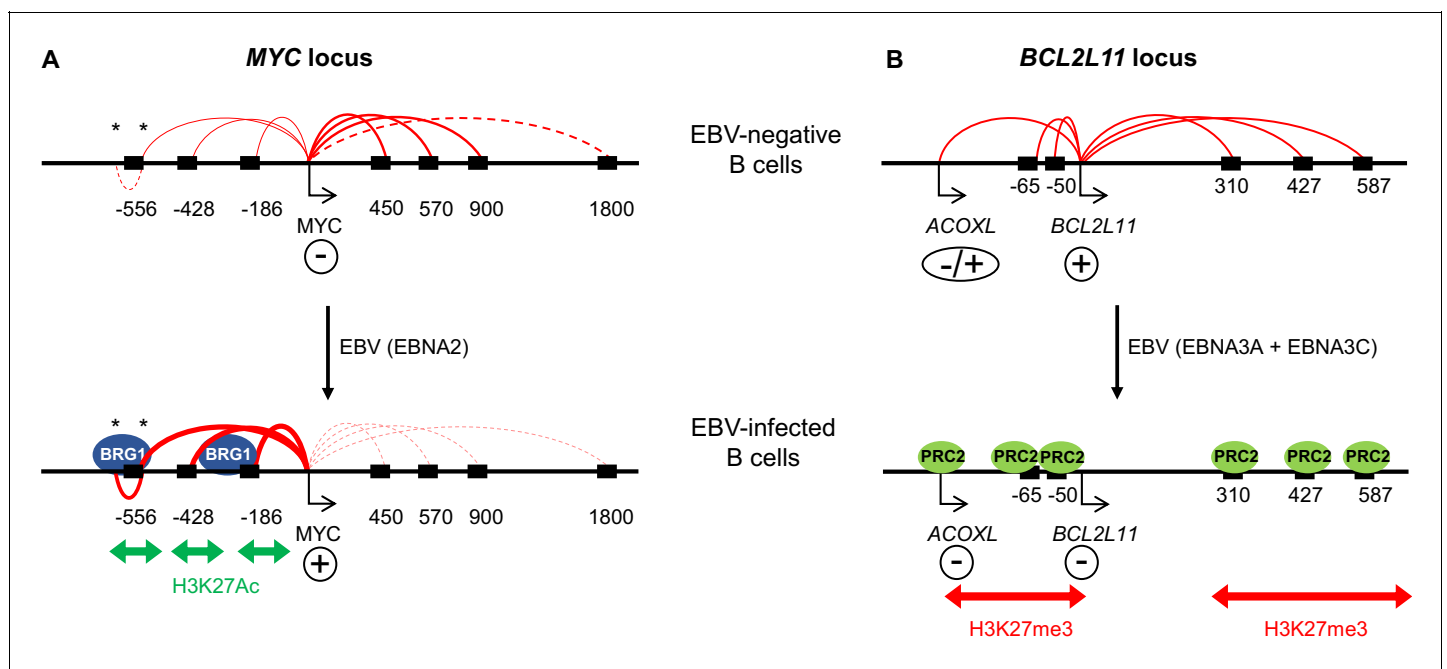 A
MYC locus
* *
-556 -428 -186 450 570 900 1800
MYC
-
EBV (EBNA2)
* *
BRG1 BRG1
-556 -428 -186 450 570 900 1800
MYC
+
H3K27Ac
EBV-negative
B cells
EBV-infected
B cells
B
BCL2L11 locus
-65 -50 310 427 587
ACOXL BCL2L11
-/+ +
EBV (EBNA3A + EBNA3C)
PRC2 PRC2 PRC2 PRC2 PRC2 PRC2
-65 -50 310 427 587
ACOXL BCL2L11
- -
H3K27me3 H3K27me3